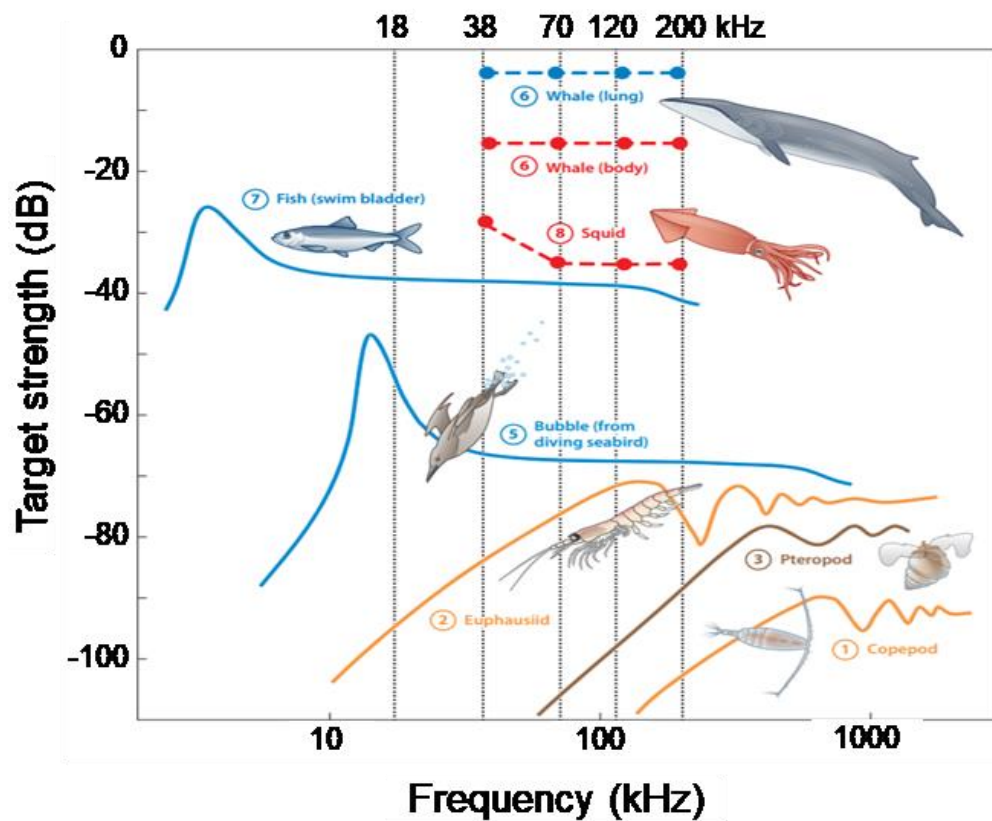 18 38 70 120 200 kHz
0
6 Whale (lung)
-20
6 Whale (body)
7 Fish (swim bladder)
8 Squid
-40
-60
5 Bubble (from
diving seabird)
-80
3 Pteropod
2 Euphausiid
1 Copepod
-100
10 100 1000
Target strength (dB)
Frequency (kHz)